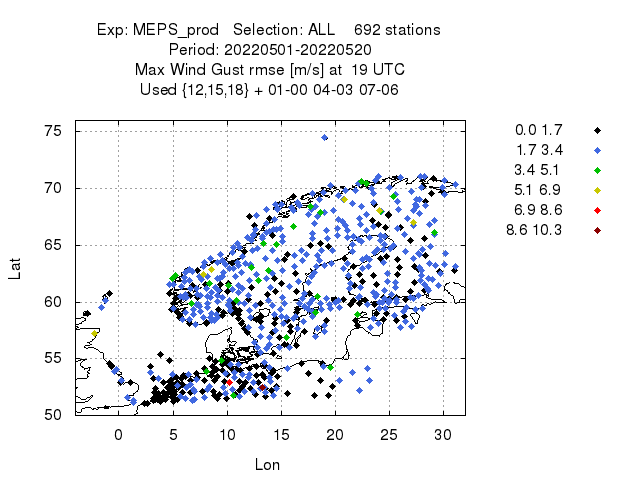 Exp: MEPS_prod   Selection: ALL    692 stations
Period: 20220501-20220520
Max Wind Gust rmse [m/s] at  19 UTC
Used {12,15,18} + 01-00 04-03 07-06
75
70
65
60
55
50
Lat
0 5 10 15 20 25 30
Lon
0.0 1.7
1.7 3.4
3.4 5.1
5.1 6.9
6.9 8.6
8.6 10.3